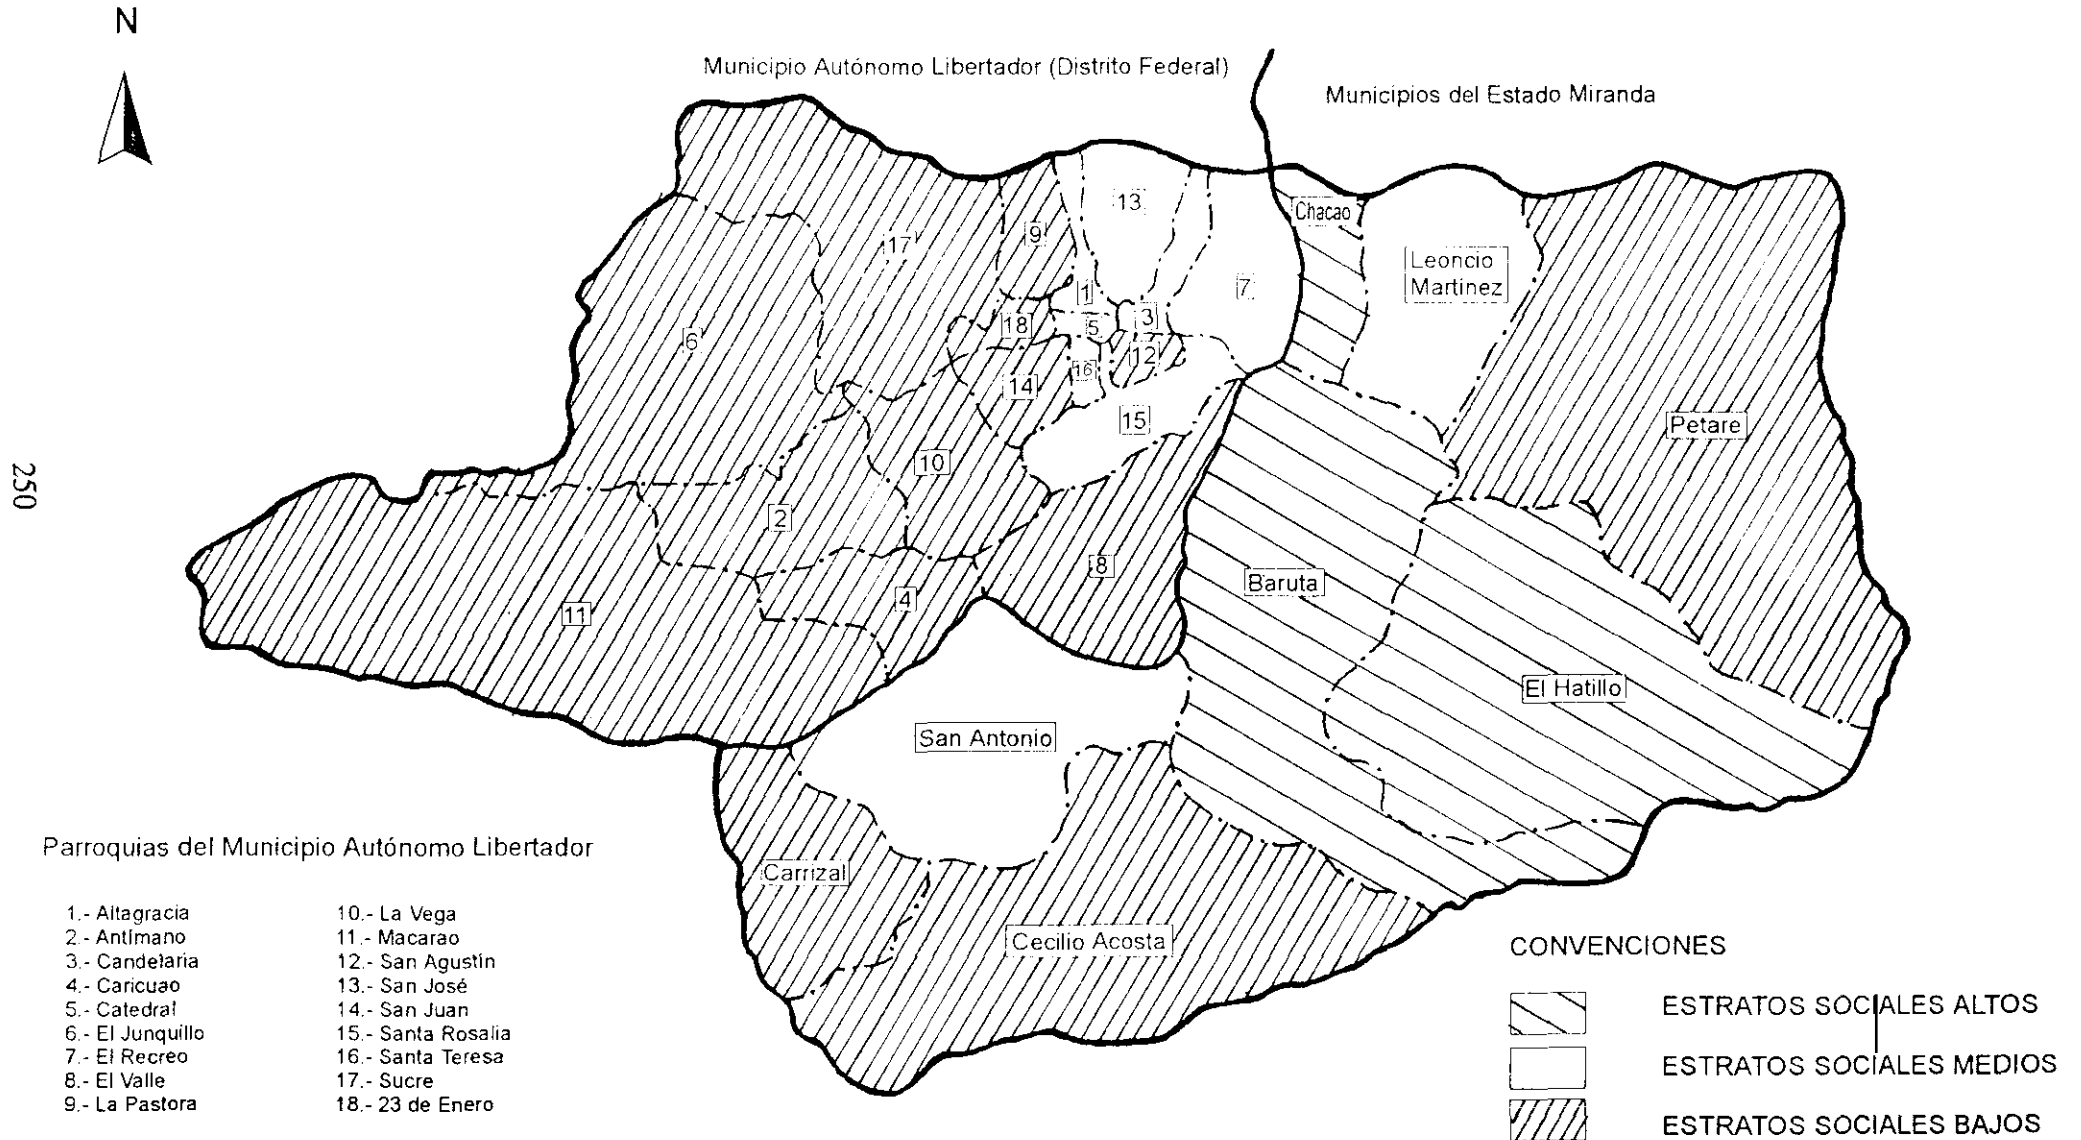 N
Municipio Autónomo Libertador (Distrito Federal)
Municipios del Estado Miranda
13
Chacao
9
17
Leoncio
Martinez
7
1
3
18
5
6
12
16
14
15
Petare
10
250
2
8
Baruta
4
11
El Hatillo
San Antonio
Carrizal
Cecilio Acosta
Parroquias del Municipio Autónomo Libertador
1.- Altagracia
2.- Antímano
3.- Candelaria
4.- Caricuao
5.- Catedral
6.- El Junquillo
7.- El Recreo
8.- El Valle
9.- La Pastora
10.- La Vega
11.- Macarao
12.- San Agustín
13.- San José
14.- San Juan
15.- Santa Rosalia
16.- Santa Teresa
17.- Sucre
18.- 23 de Enero
CONVENCIONES
ESTRATOS SOCIALES ALTOS
ESTRATOS SOCIALES MEDIOS
ESTRATOS SOCIALES BAJOS